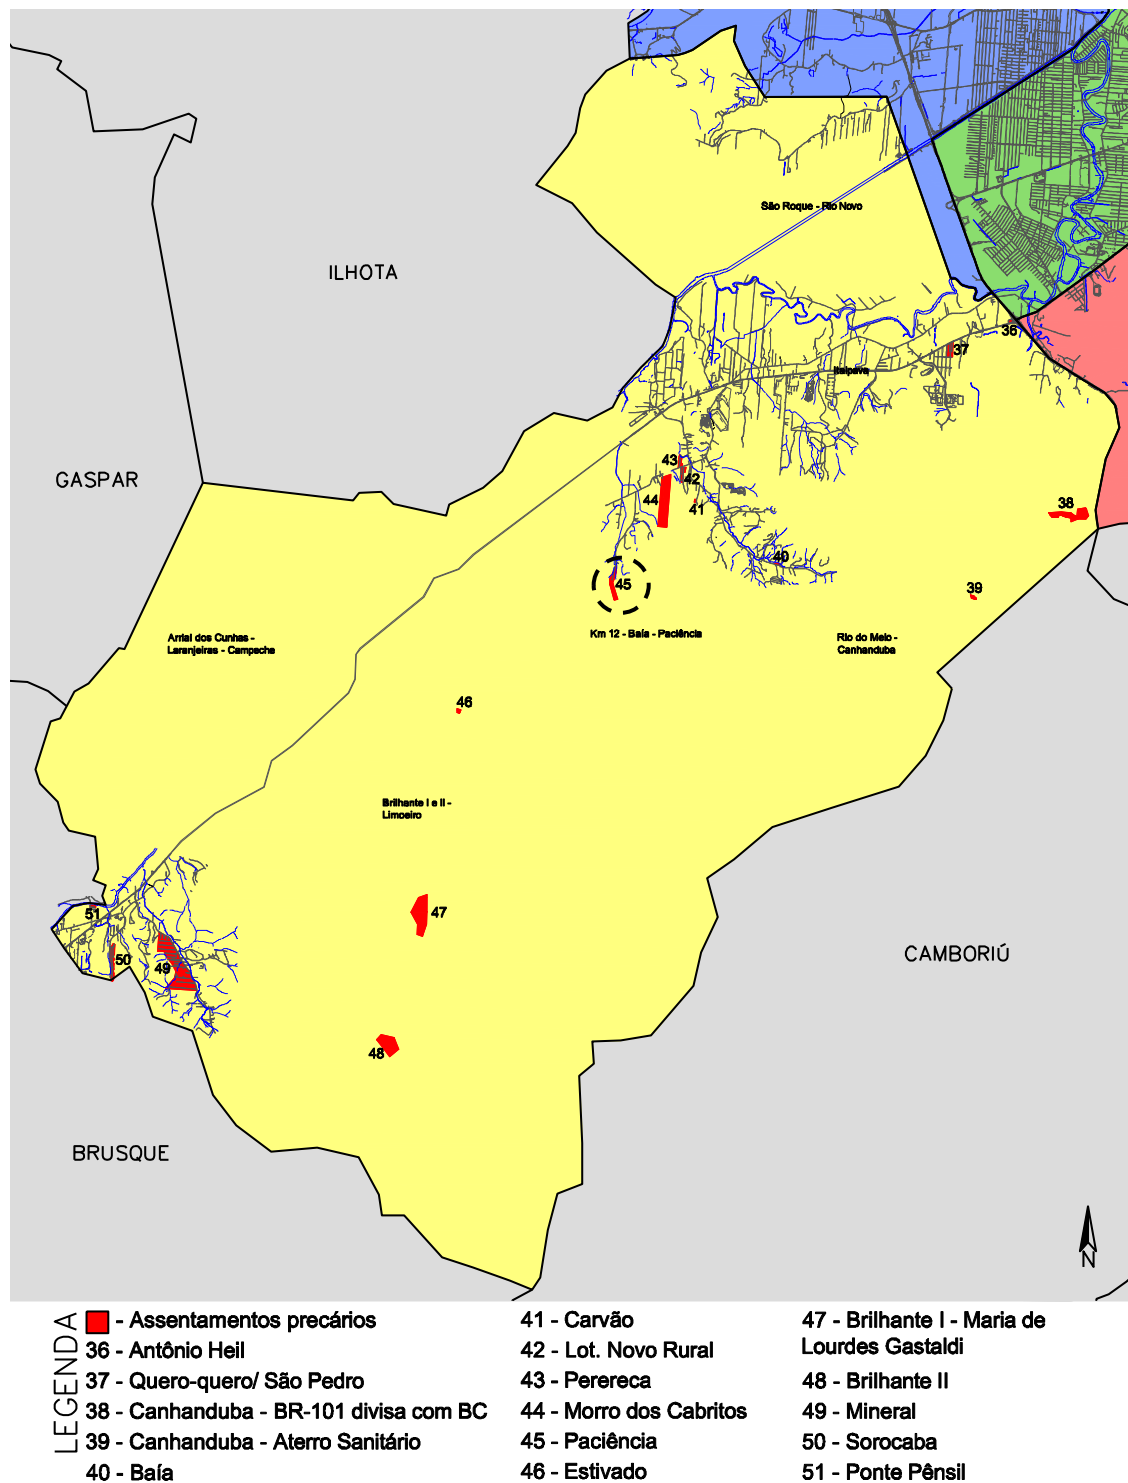 São Roque - Rio Novo
ILHOTA
36
37
Itaipava
43
42
GASPAR
44
41
38
40
45
39
Km 12 - Baía - Paciência
Arrial dos Cunhas -
Laranjeiras - Campeche
Rio do Meio -
Canhanduba
46
Brilhante I e II -
Limoeiro
47
51
50
49
CAMBORIÚ
48
BRUSQUE
N
LEGENDA
- Assentamentos precários
36 - Antônio Heil
37 - Quero-quero/ São Pedro
38 - Canhanduba - BR-101 divisa com BC
39 - Canhanduba - Aterro Sanitário
40 - Baía
41 - Carvão
42 - Lot. Novo Rural
43 - Perereca
44 - Morro dos Cabritos
45 - Paciência
46 - Estivado
47 - Brilhante I - Maria de
Lourdes Gastaldi
48 - Brilhante II
49 - Mineral
50 - Sorocaba
51 - Ponte Pênsil